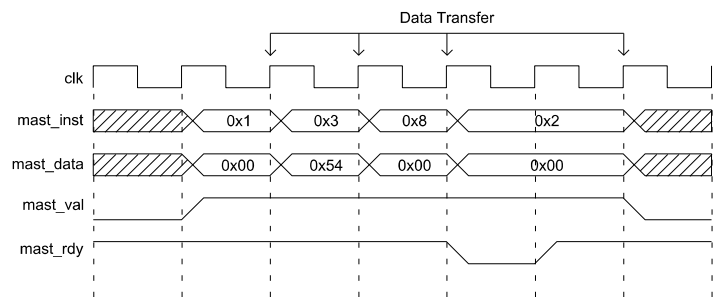 Data Transfer
clk
mast_inst 0x1 0x3 0x8 0x2
mast_data 0x00 0x54 0x00 0x00
mast_val
mast_rdy